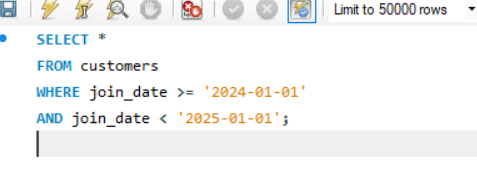 Limit to 50000 rows
SELECT *
FROM customers
WHERE join_date >= '2024-01-01'
AND join_date < '2025-01-01';